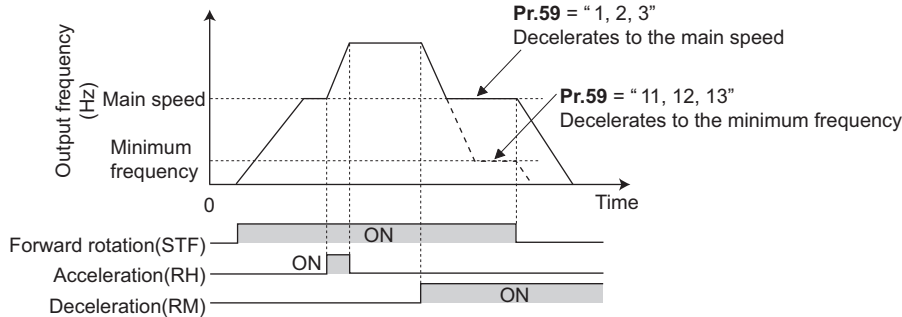 Pr.59 = “ 1, 2, 3”
Decelerates to the main speed
Output frequency
(Hz)
Main speed
Pr.59 = “ 11, 12, 13”
Decelerates to the minimum frequency
Minimum
frequency
0
Time
Forward rotation(STF)
ON
Acceleration(RH)
ON
Deceleration(RM)
ON